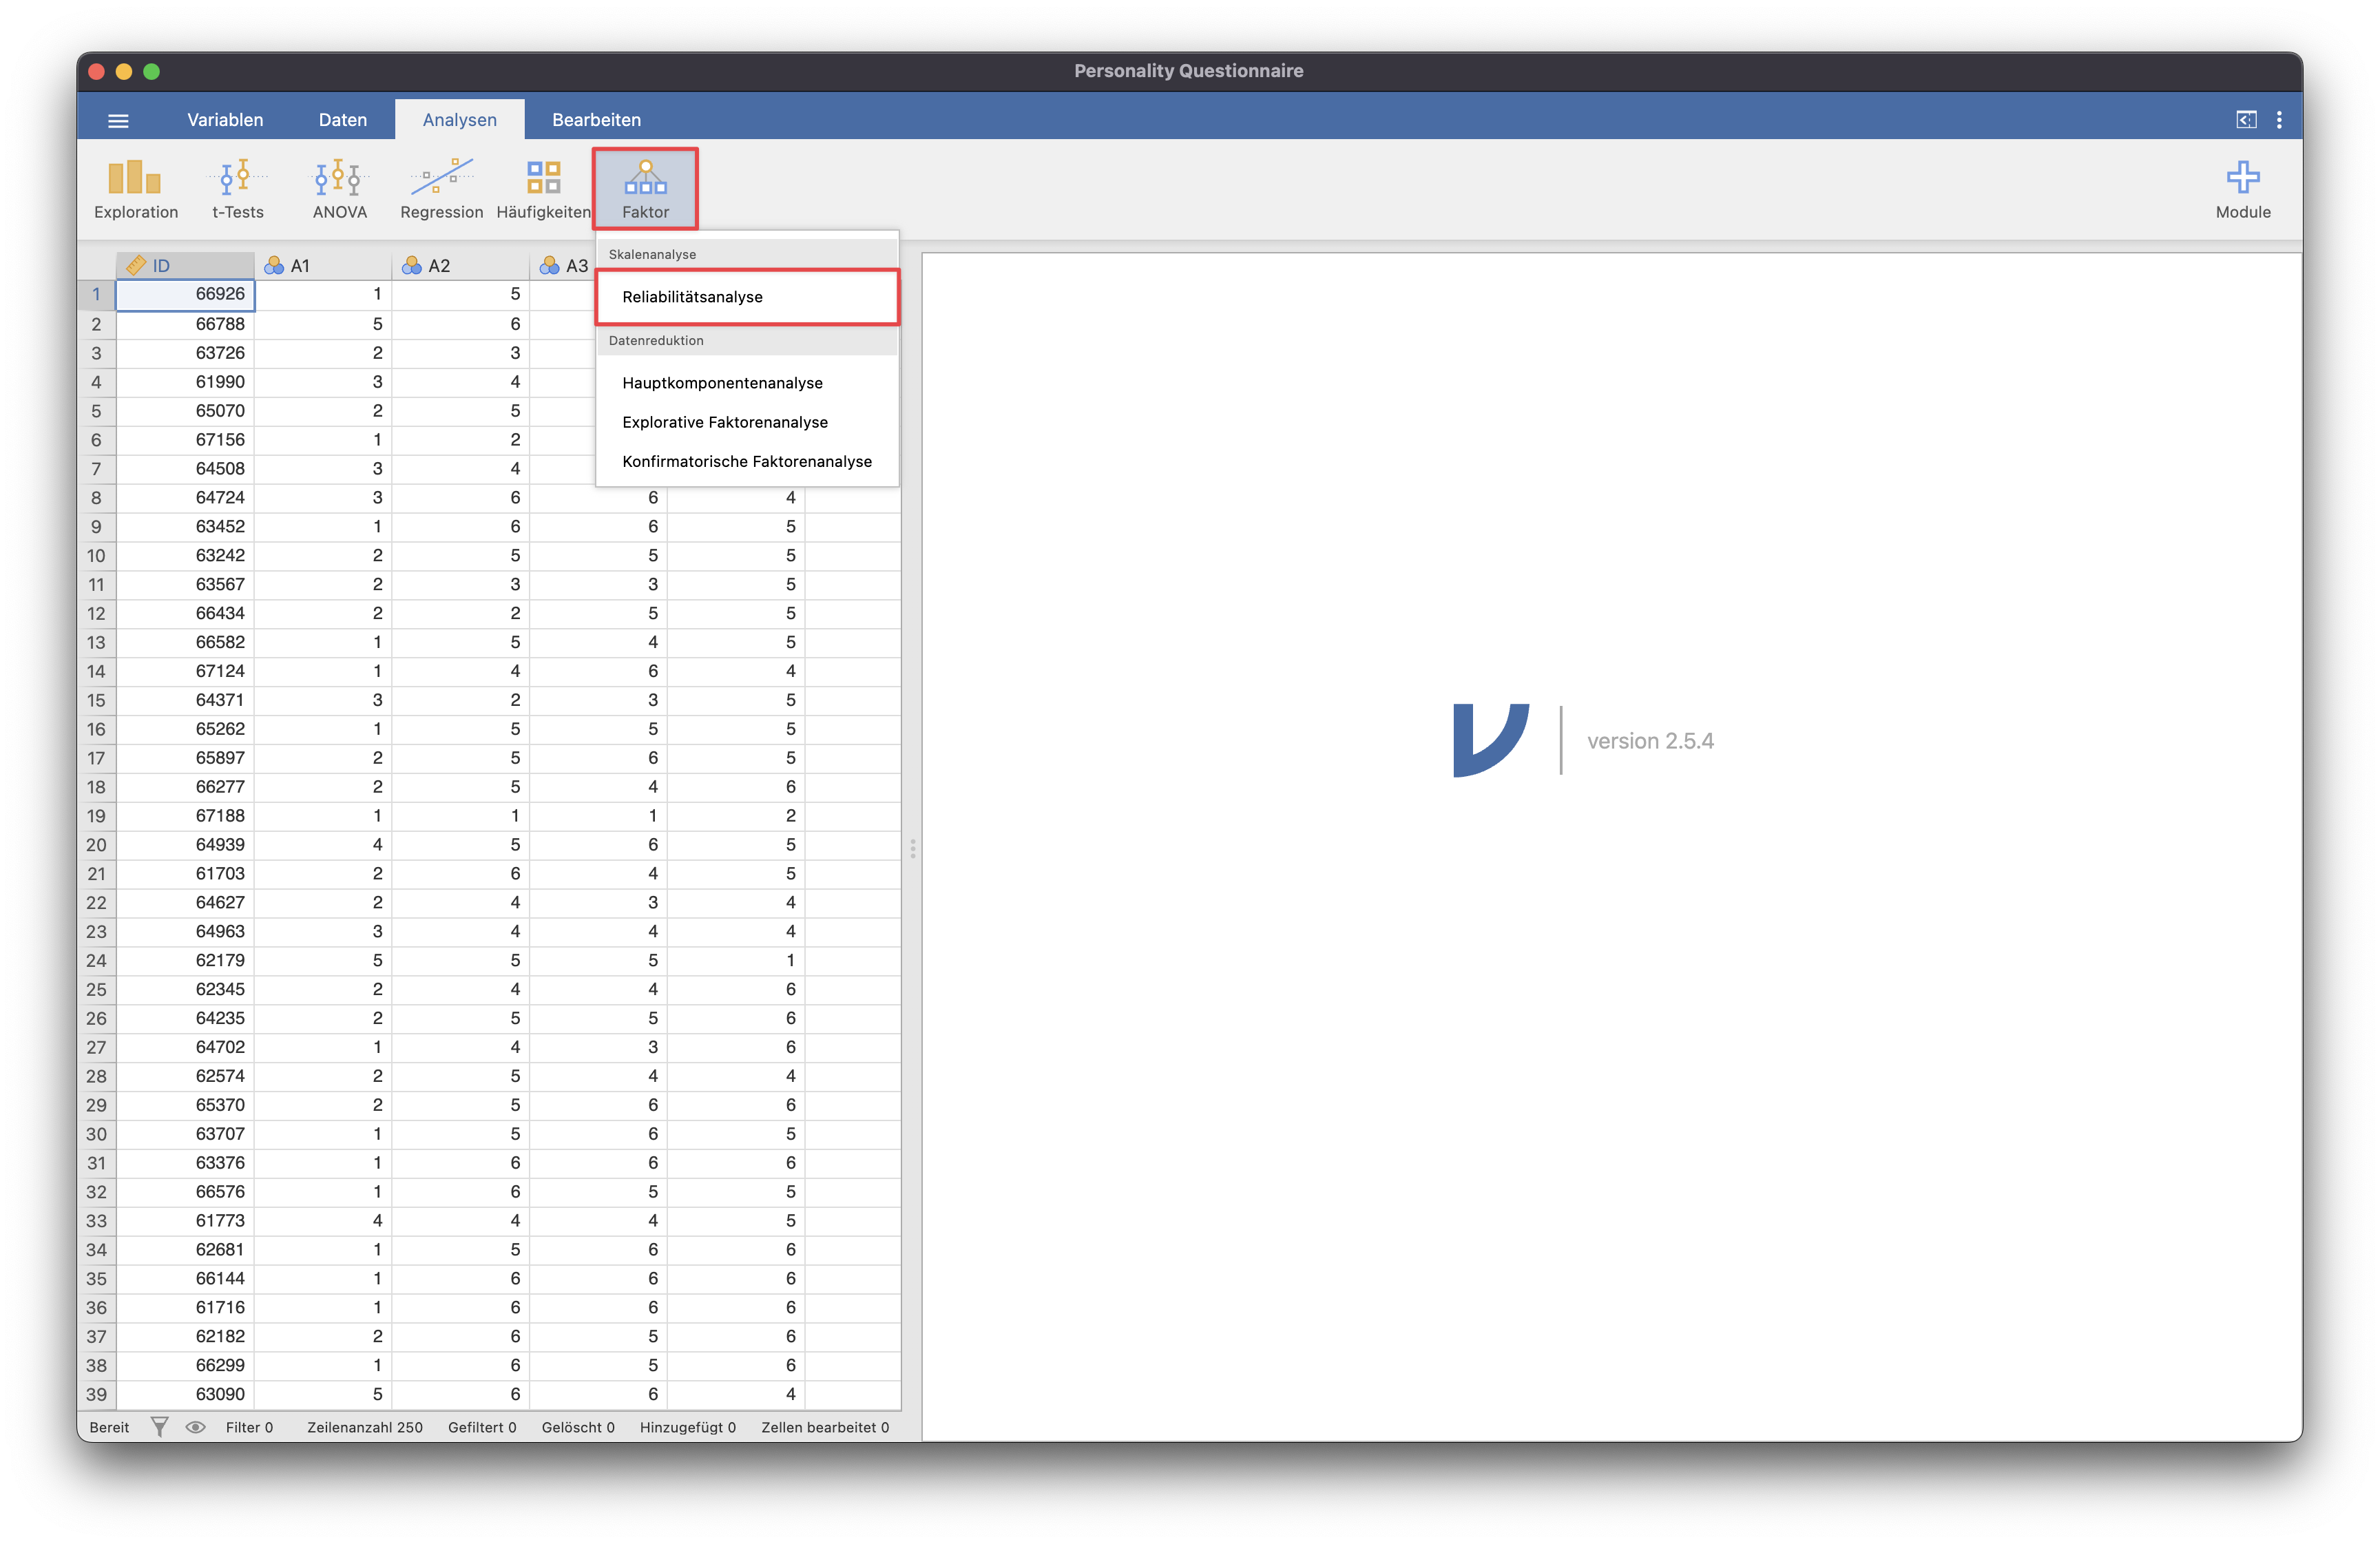 Personality Questionnaire
Variablen Daten Analysen Bearbeiten
Exploration t-Tests ANOVA Regression Häufigkeiten Faktor Module
Skalenanalyse
Reliabilitätsanalyse
Datenreduktion
Hauptkomponentenanalyse
Explorative Faktorenanalyse
Konfirmatorische Faktorenanalyse
ID A1 A2 A3
1 66926 1 5
2 66788 5 6
3 63726 2 3
4 61990 3 4
5 65070 2 5
6 67156 1 2
7 64508 3 4
8 64724 3 6 6 4
9 63452 1 6 6 5
10 63242 2 5 5 5
11 63567 2 3 3 5
12 66434 2 2 5 5
13 66582 1 5 4 5
14 67124 1 4 6 4
15 64371 3 2 3 5
16 65262 1 5 5 5
17 65897 2 5 6 5
18 66277 2 5 4 6
19 67188 1 1 1 2
20 64939 4 5 6 5
21 61703 2 6 4 5
22 64627 2 4 3 4
23 64963 3 4 4 4
24 62179 5 5 5 1
25 62345 2 4 4 6
26 64235 2 5 5 6
27 64702 1 4 3 6
28 62574 2 5 4 4
29 65370 2 5 6 6
30 63707 1 5 6 5
31 63376 1 6 6 6
32 66576 1 6 5 5
33 61773 4 4 4 5
34 62681 1 5 6 6
35 66144 1 6 6 6
36 61716 1 6 6 6
37 62182 2 6 5 6
38 66299 1 6 5 6
39 63090 5 6 6 4
Bereit Filter 0 Zeilenanzahl 250 Gefiltert 0 Gelöscht 0 Hinzugefügt 0 Zellen bearbeitet 0
version 2.5.4